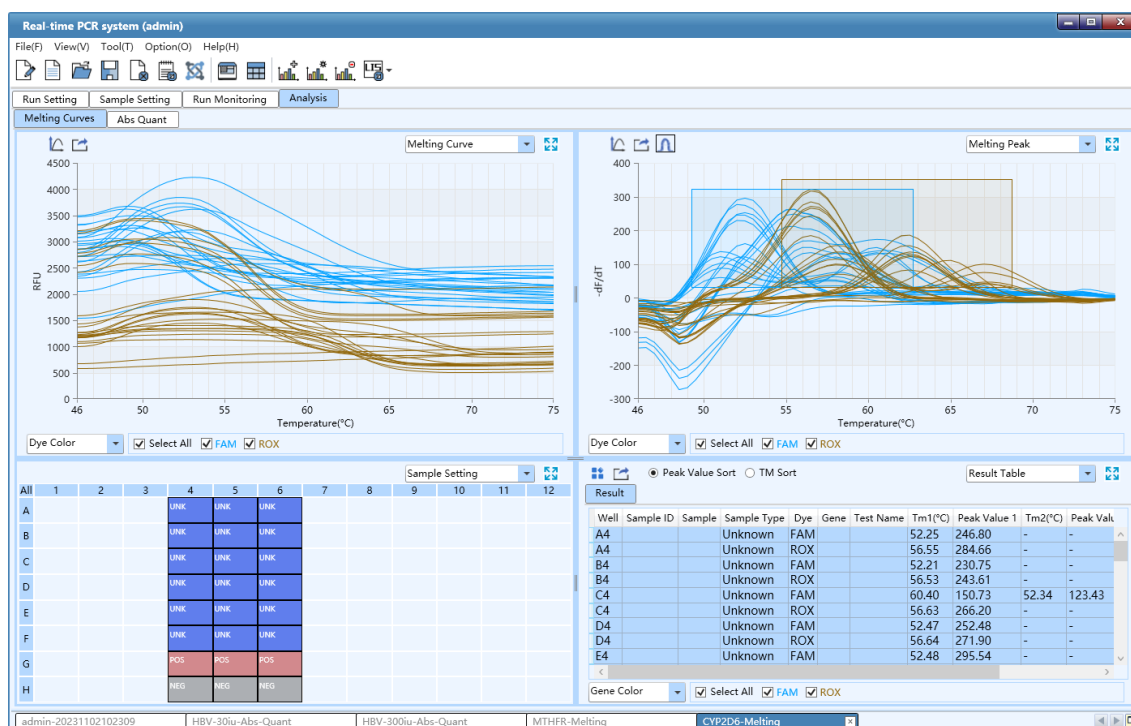 Real-time PCR system (admin)
File(F) View(V) Tool(T) Option(O) Help(H)
LTS
Run Setting Sample Setting Run Monitoring Analysis
Melting Curves Abs Quant
Melting Curve
4500
4000
3500
3000
2500
2000
1500
1000
500
0
RFU
46 50 55 60 65 70 75
Temperature(°C)
Dye Color Select All FAM ROX
Melting Peak
400
300
200
100
0
-100
-200
-300
-dF/dT
46 50 55 60 65 70 75
Temperature(°C)
Dye Color Select All FAM ROX
Sample Setting
All 1 2 3 4 5 6 7 8 9 10 11 12
A UNK UNK UNK
B UNK UNK UNK
C UNK UNK UNK
D UNK UNK UNK
E UNK UNK UNK
F UNK UNK UNK
G POS POS POS
H NEG NEG NEG
Peak Value Sort TM Sort Result Table
Result
Well Sample ID Sample Sample Type Dye Gene Test Name Tm1(°C) Peak Value 1 Tm2(°C) Peak Valu
A4 Unknown FAM 52.25 246.80 - -
A4 Unknown ROX 56.55 284.66 - -
B4 Unknown FAM 52.21 230.75 - -
B4 Unknown ROX 56.53 243.61 - -
C4 Unknown FAM 60.40 150.73 52.34 123.43
C4 Unknown ROX 56.63 266.20 - -
D4 Unknown FAM 52.47 252.48 - -
D4 Unknown ROX 56.64 271.90 - -
E4 Unknown FAM 52.48 295.54 - -
Gene Color Select All FAM ROX
admin-20231102102309 HBV-30iu-Abs-Quant HBV-300iu-Abs-Quant MTHFR-Melting CYP2D6-Melting